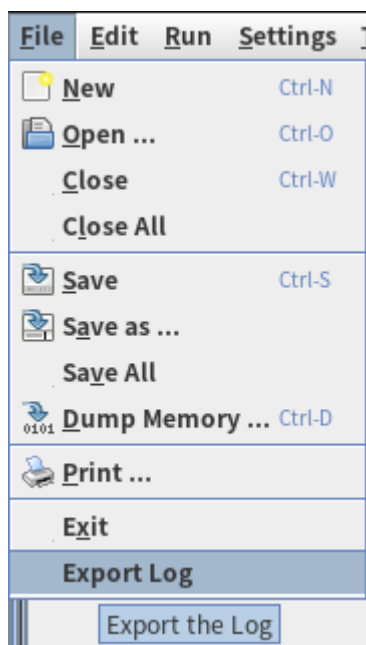 File Edit Run Settings
New Ctrl-N
Open ... Ctrl-O
Close Ctrl-W
Close All
Save Ctrl-S
Save as ...
Save All
0101 Dump Memory ... Ctrl-D
Print ...
Exit
Export Log
Export the Log